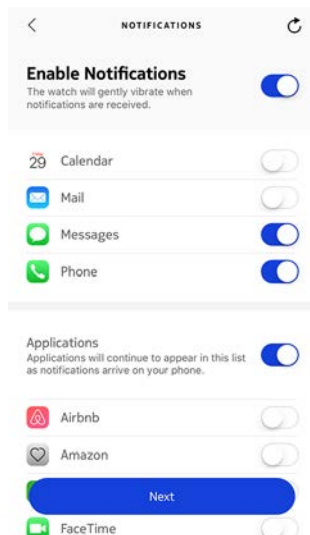 NOTIFICATIONS
Enable Notifications
The watch will gently vibrate when
notifications are received.
29 Calendar
Mail
Messages
Phone
Applications
Applications will continue to appear in this list
as notifications arrive on your phone.
Airbnb
Amazon
Next
FaceTime